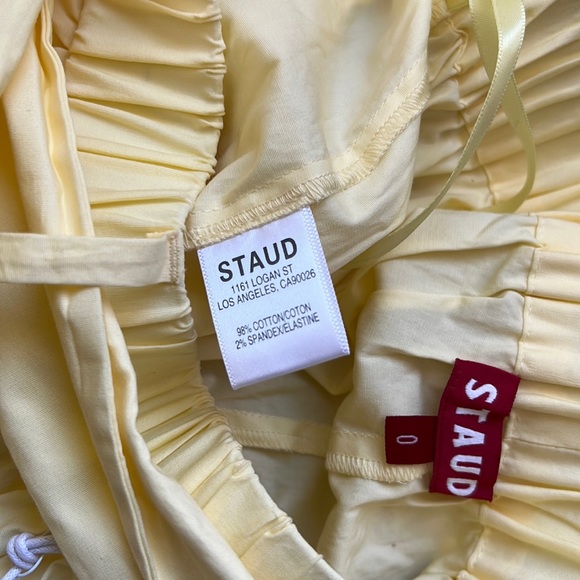 STAUD
1161 LOGAN ST
LOS ANGELES, CA90026
98% COTTON/COTON
2% SPANDEX/ELASTINE
0
STAUD